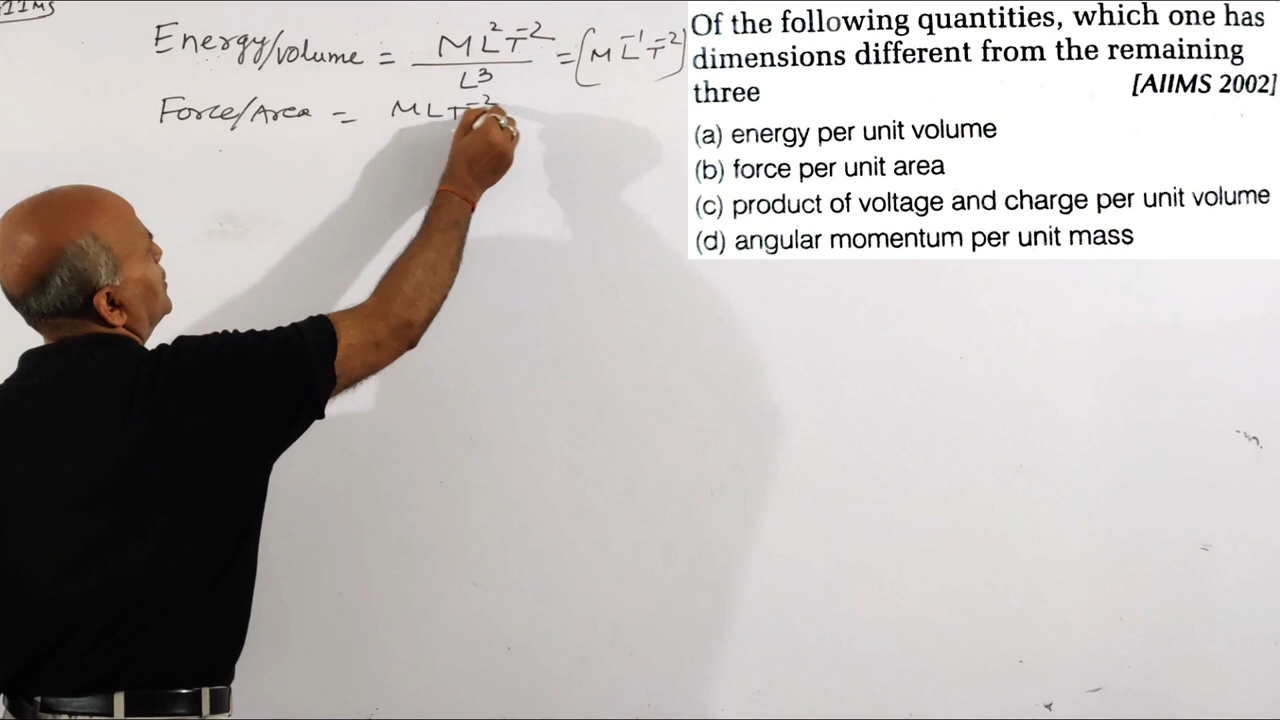 AIIMS
Energy/volume = ML²T⁻² / L³ = [ML⁻¹T⁻²]
Force/Area = MLT⁻²
Of the following quantities, which one has
dimensions different from the remaining
three [AIIMS 2002]
(a) energy per unit volume
(b) force per unit area
(c) product of voltage and charge per unit volume
(d) angular momentum per unit mass